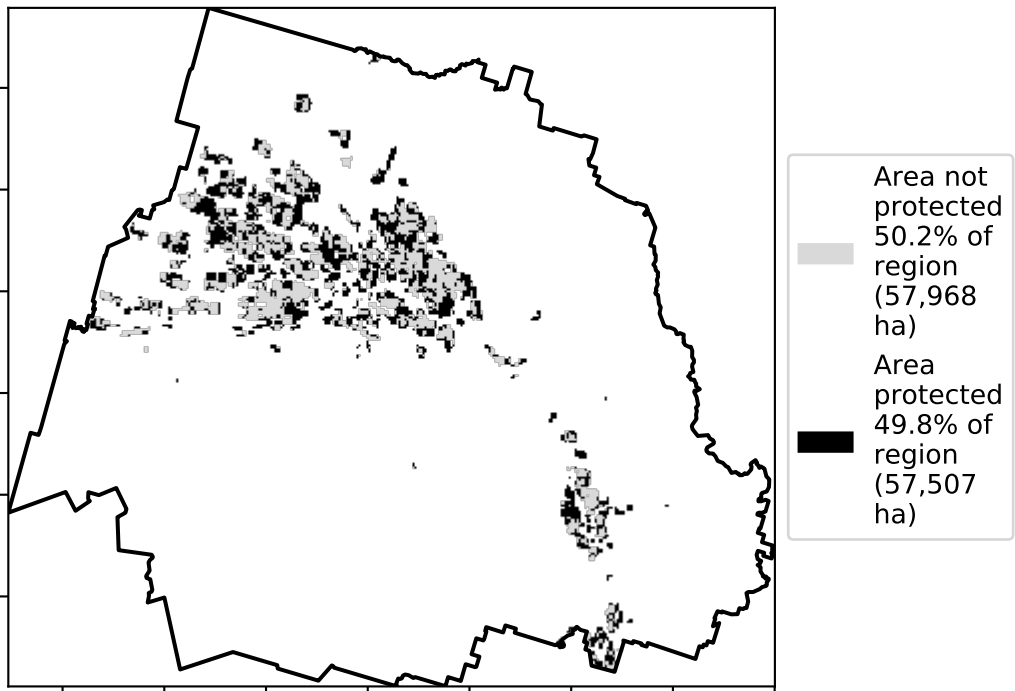 Area not
protected
50.2% of
region
(57,968
ha)
Area
protected
49.8% of
region
(57,507
ha)